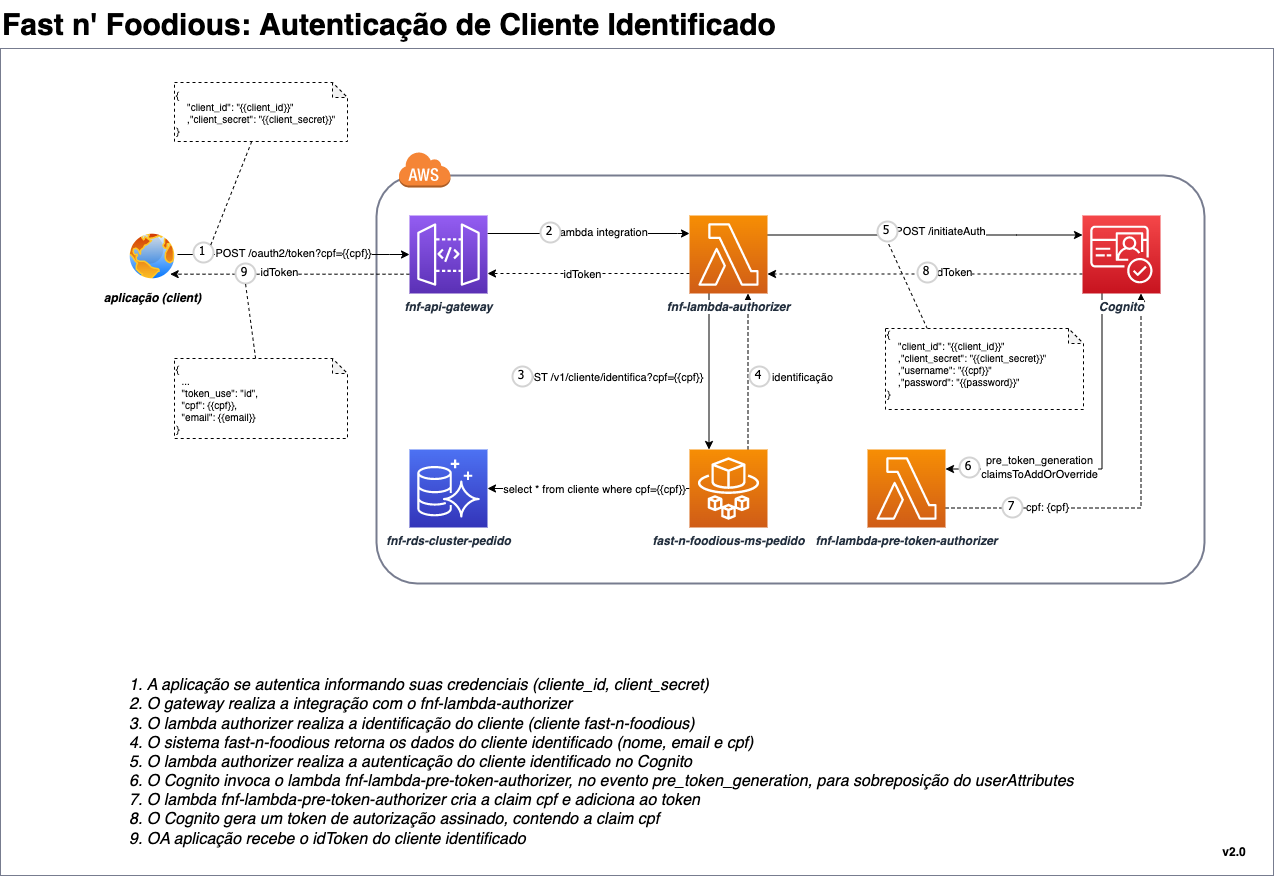 Fast n' Foodious: Autenticação de Cliente Identificado
{
"client_id": "{{client_id}}"
,"client_secret": "{{client_secret}}"
}
AWS
1
POST /oauth2/token?cpf={{cpf}}
9
idToken
aplicação (client)
fnf-api-gateway
2
ambda integration
idToken
fnf-lambda-authorizer
5
POST /initiateAuth
8
dToken
Cognito
{
"client_id": "{{client_id}}"
,"client_secret": "{{client_secret}}"
,"username": "{{cpf}}"
,"password": "{{password}}"
}
{
...
"token_use": "id",
"cpf": {{cpf}},
"email": {{email}}
}
3
ST /v1/cliente/identifica?cpf={{cpf}}
4
identificação
6
pre_token_generation
claimsToAddOrOverride
7
cpf: {cpf}
select * from cliente where cpf={{cpf}}
fnf-rds-cluster-pedido
fast-n-foodious-ms-pedido
fnf-lambda-pre-token-authorizer
1. A aplicação se autentica informando suas credenciais (cliente_id, client_secret)
2. O gateway realiza a integração com o fnf-lambda-authorizer
3. O lambda authorizer realiza a identificação do cliente (cliente fast-n-foodious)
4. O sistema fast-n-foodious retorna os dados do cliente identificado (nome, email e cpf)
5. O lambda authorizer realiza a autenticação do cliente identificado no Cognito
6. O Cognito invoca o lambda fnf-lambda-pre-token-authorizer, no evento pre_token_generation, para sobreposição do userAttributes
7. O lambda fnf-lambda-pre-token-authorizer cria a claim cpf e adiciona ao token
8. O Cognito gera um token de autorização assinado, contendo a claim cpf
9. OA aplicação recebe o idToken do cliente identificado
v2.0